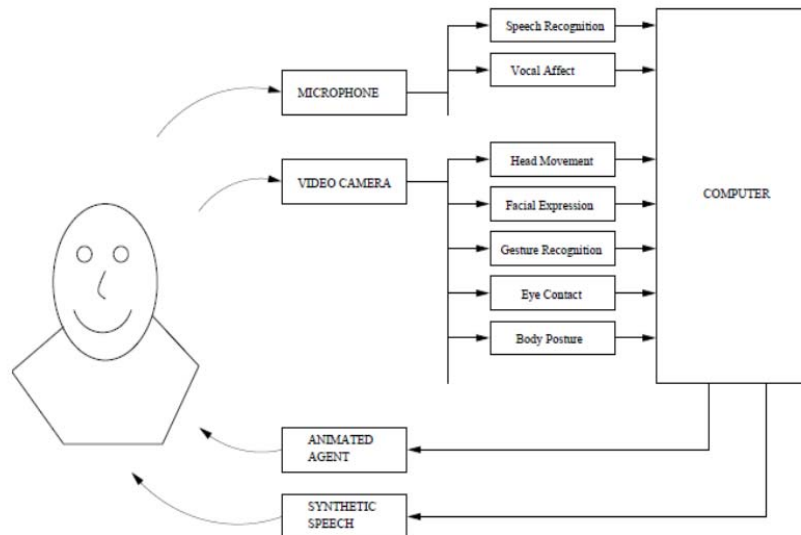 Speech Recognition
Vocal Affect
MICROPHONE
Head Movement
VIDEO CAMERA
COMPUTER
Facial Expression
Gesture Recognition
Eye Contact
Body Posture
ANIMATED
AGENT
SYNTHETIC
SPEECH